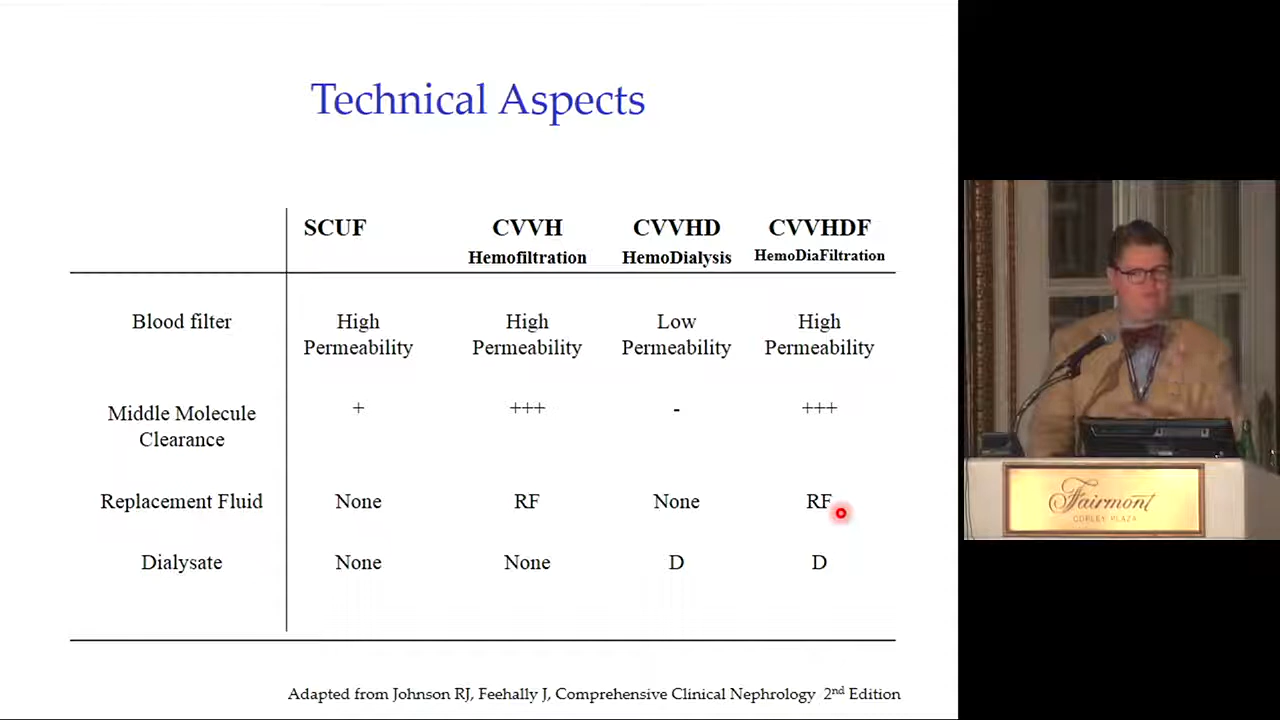 Technical Aspects
SCUF CVVH CVVHD CVVHDF
Hemofiltration HemoDialysis HemoDiaFiltration
Blood filter High Permeability High Permeability Low Permeability High Permeability
Middle Molecule Clearance + +++ - +++
Replacement Fluid None RF None RF
Dialysate None None D D
Adapted from Johnson RJ, Feehally J, Comprehensive Clinical Nephrology 2nd Edition
Fairmont
COPLEY PLAZA